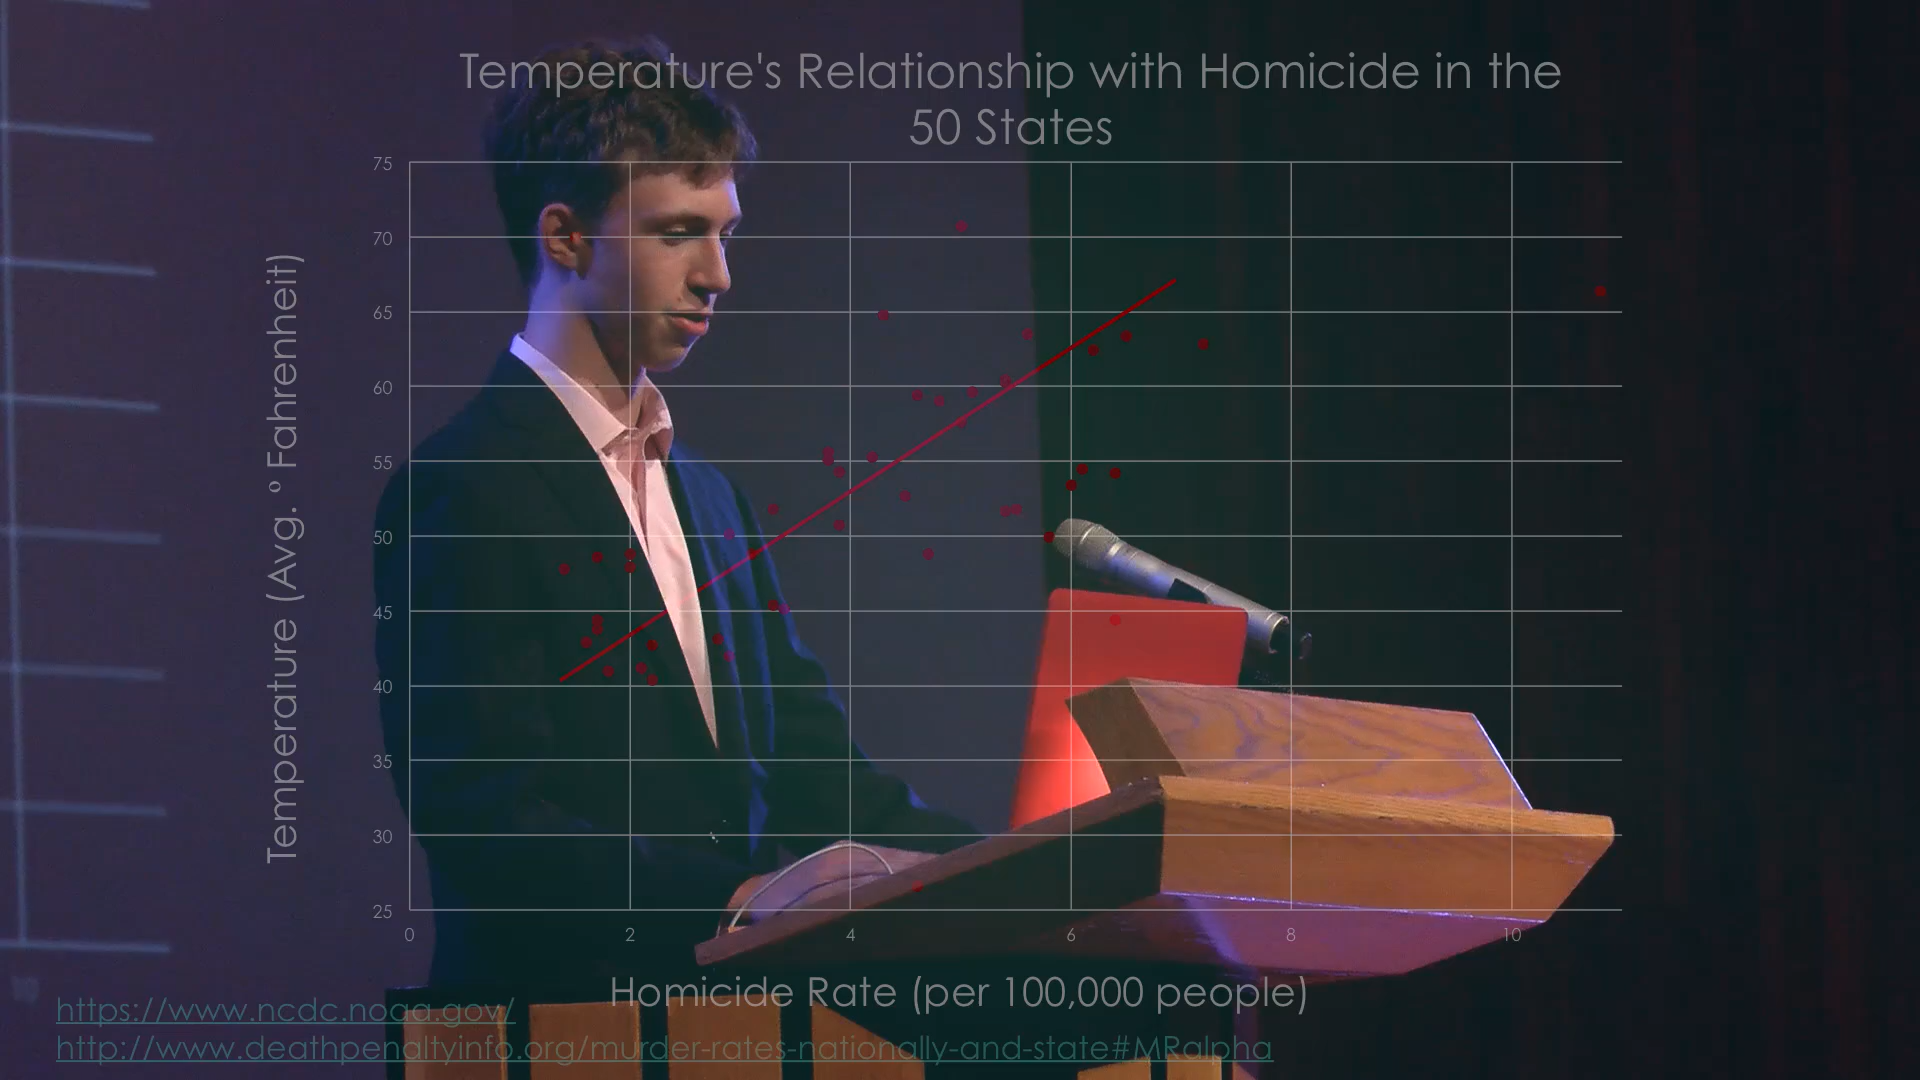 Temperature's Relationship with Homicide in the
50 States
75
70
65
60
55
50
45
40
35
30
25
Temperature (Avg. º Fahrenheit)
0 2 4 6 8 10
Homicide Rate (per 100,000 people)
https://www.ncdc.noaa.gov/
http://www.deathpenaltyinfo.org/murder-rates-nationally-and-state#MRalpha